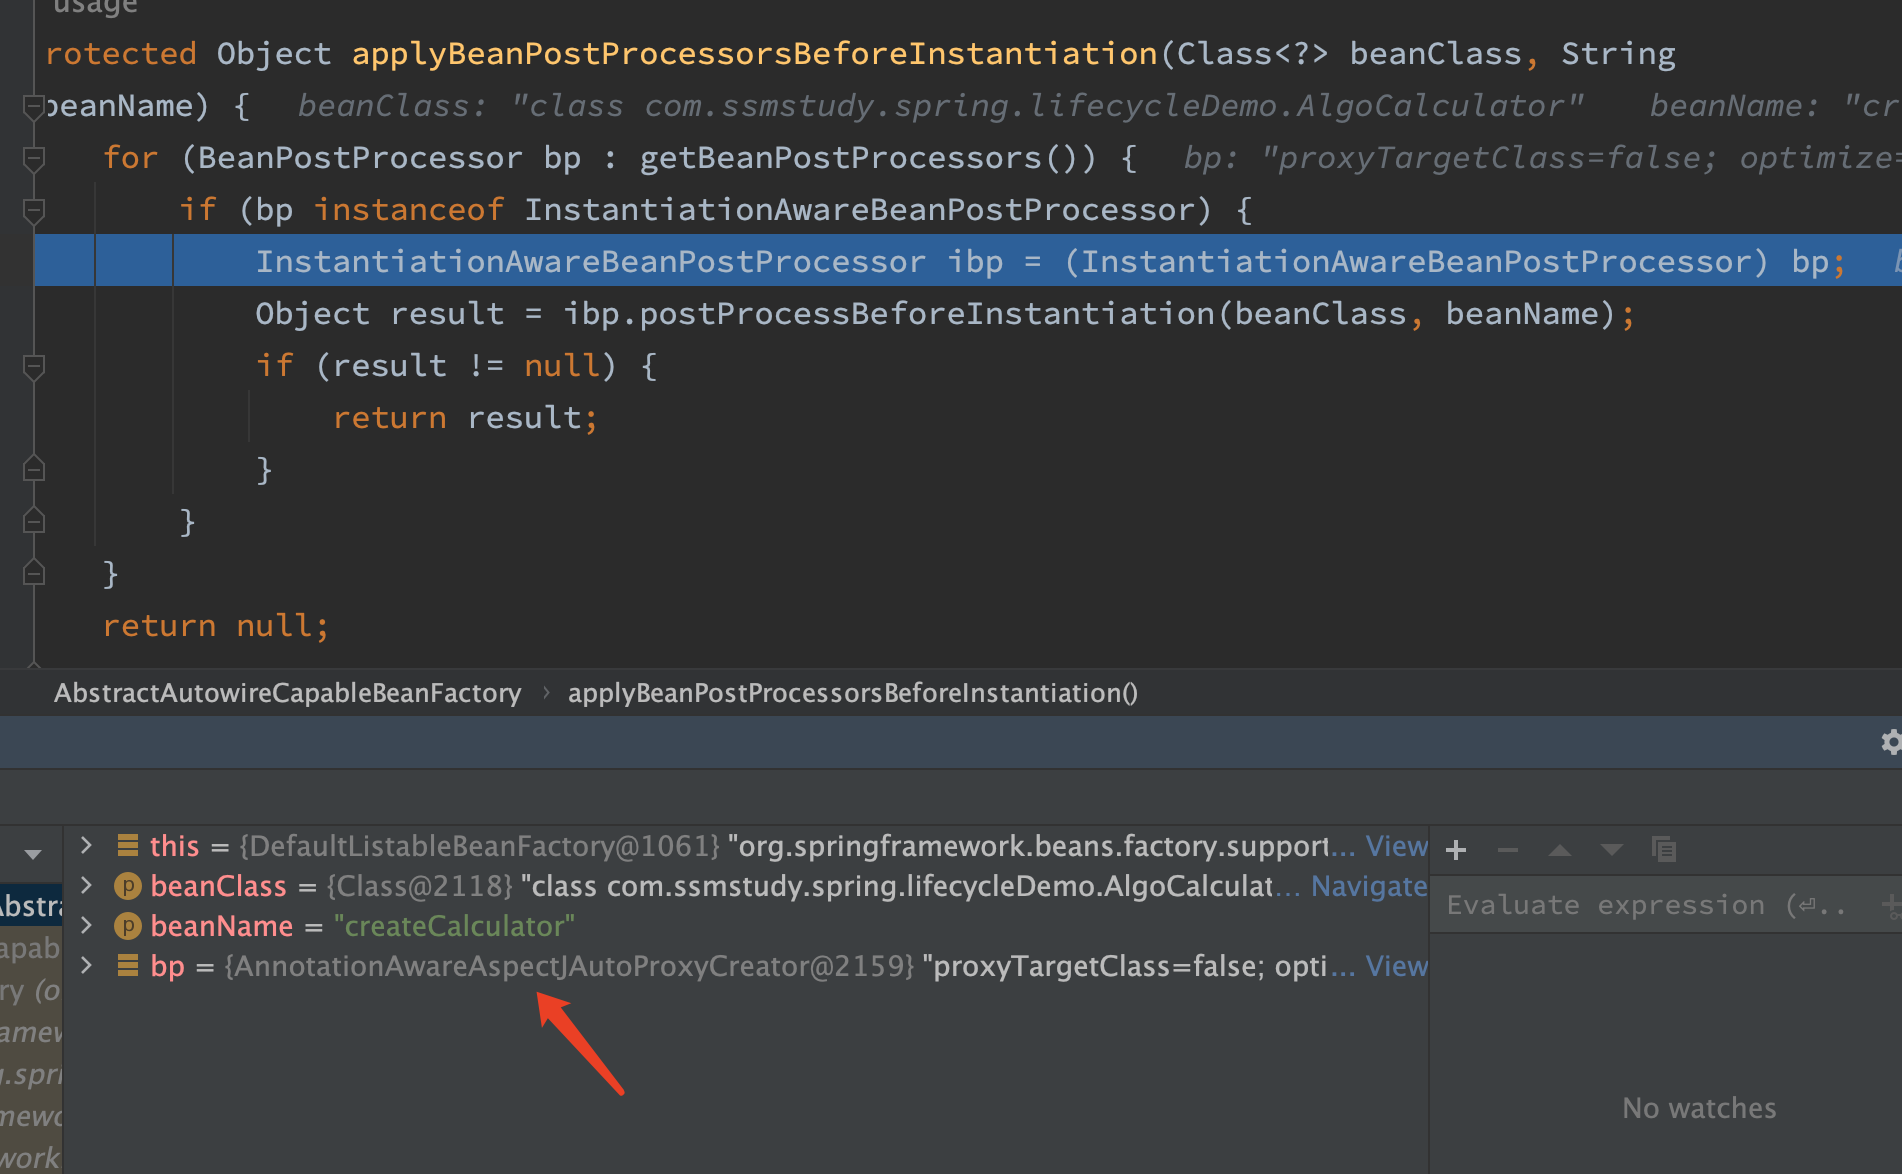 usage
rotected Object applyBeanPostProcessorsBeforeInstantiation(Class<?> beanClass, String
beanName) { beanClass: "class com.ssmstudy.spring.lifecycleDemo.AlgoCalculator" beanName: "cr
for (BeanPostProcessor bp : getBeanPostProcessors()) { bp: "proxyTargetClass=false; optimize=
if (bp instanceof InstantiationAwareBeanPostProcessor) {
InstantiationAwareBeanPostProcessor ibp = (InstantiationAwareBeanPostProcessor) bp;
Object result = ibp.postProcessBeforeInstantiation(beanClass, beanName);
if (result != null) {
return result;
}
}
}
return null;
AbstractAutowireCapableBeanFactory › applyBeanPostProcessorsBeforeInstantiation()
this = {DefaultListableBeanFactory@1061} "org.springframework.beans.factory.support... View
beanClass = {Class@2118} "class com.ssmstudy.spring.lifecycleDemo.AlgoCalculat... Navigate
p beanName = "createCalculator"
bp = {AnnotationAwareAspectJAutoProxyCreator@2159} "proxyTargetClass=false; opti... View
Abstra
apab
ry (o
amew
g.spri
mewo
work
Evaluate expression (⏎..
No watches